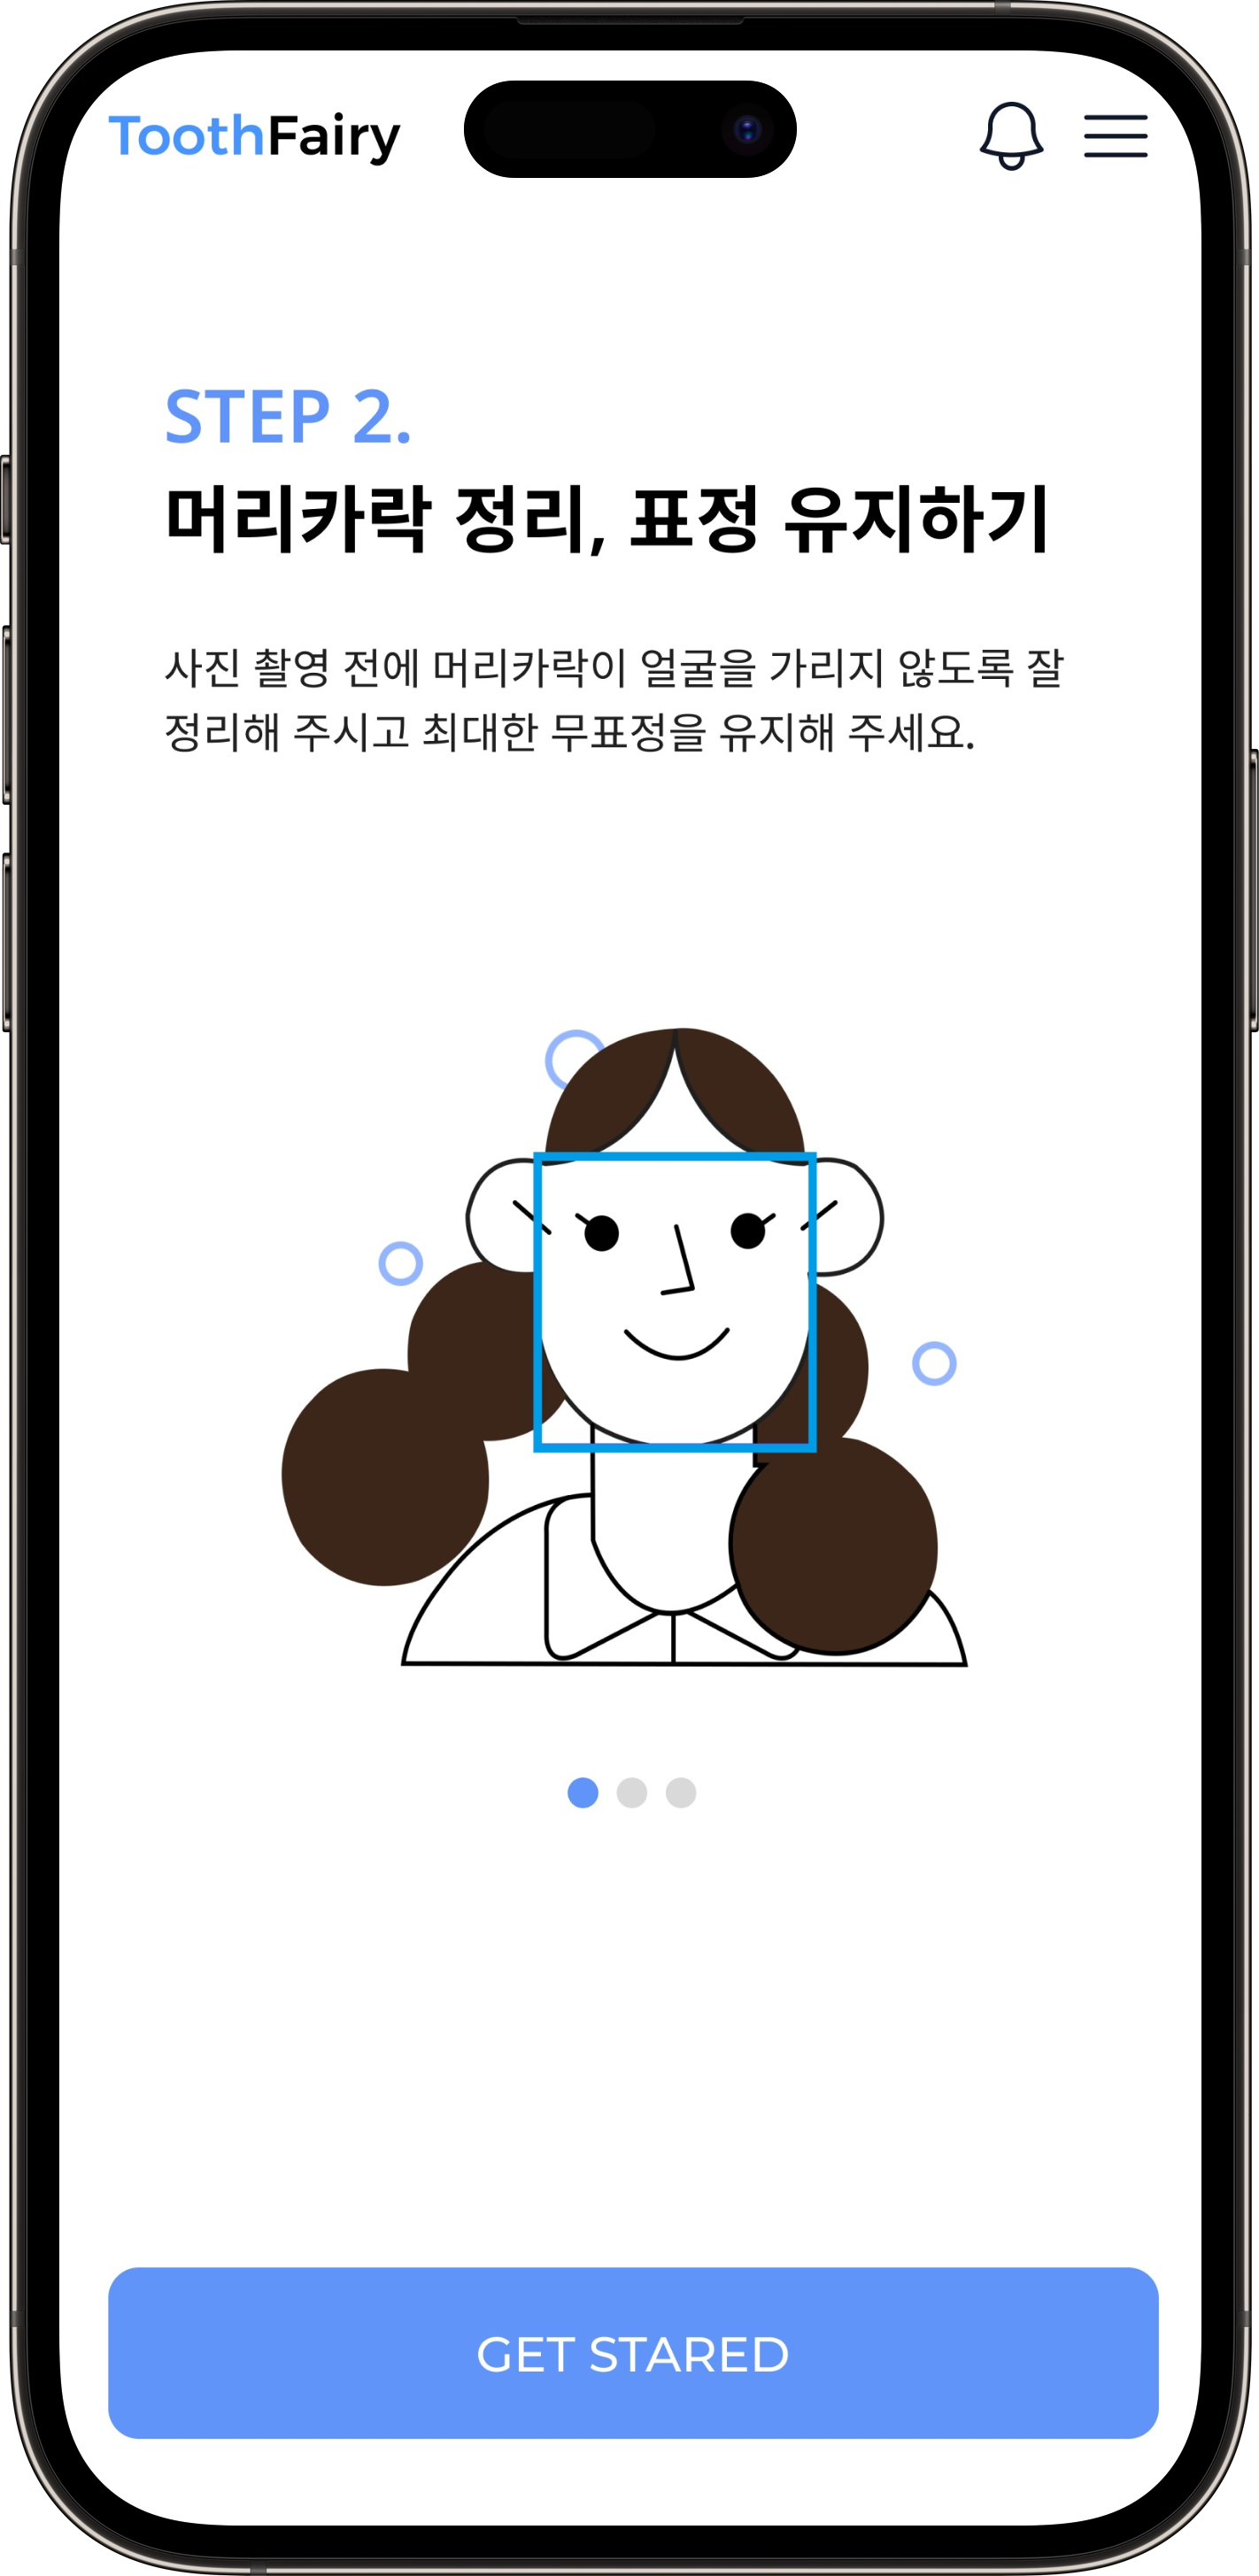 ToothFairy
STEP 2.
머리카락 정리, 표정 유지하기
사진 촬영 전에 머리카락이 얼굴을 가리지 않도록 잘
정리해 주시고 최대한 무표정을 유지해 주세요.
GET STARED